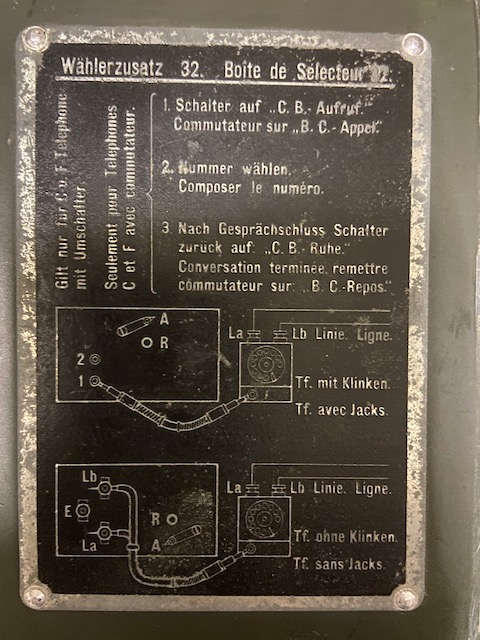 Wählerzusatz 32. Boite de Sélecteur 32.
Gilt nur für C u F Telephone
mit Umschalter.
Seulement pour Telephones
C et F avec commutateur.
1. Schalter auf „C. B.- Aufruf."
Commutateur sur „B. C.- Appel."
2. Nummer wählen.
Composer le numéro.
3. Nach Gesprächschluss Schalter
zurück auf: „C. B.- Ruhe."
Conversation terminée, remettre
commutateur sur: „B. C.-Repos."
A
R
2
1
La Lb Linie. Ligne.
Tf. mit Klinken.
Tf. avec Jacks.
Lb
E
La
R
A
La Lb Linie. Ligne.
Tf. ohne Klinken.
Tf. sans Jacks.